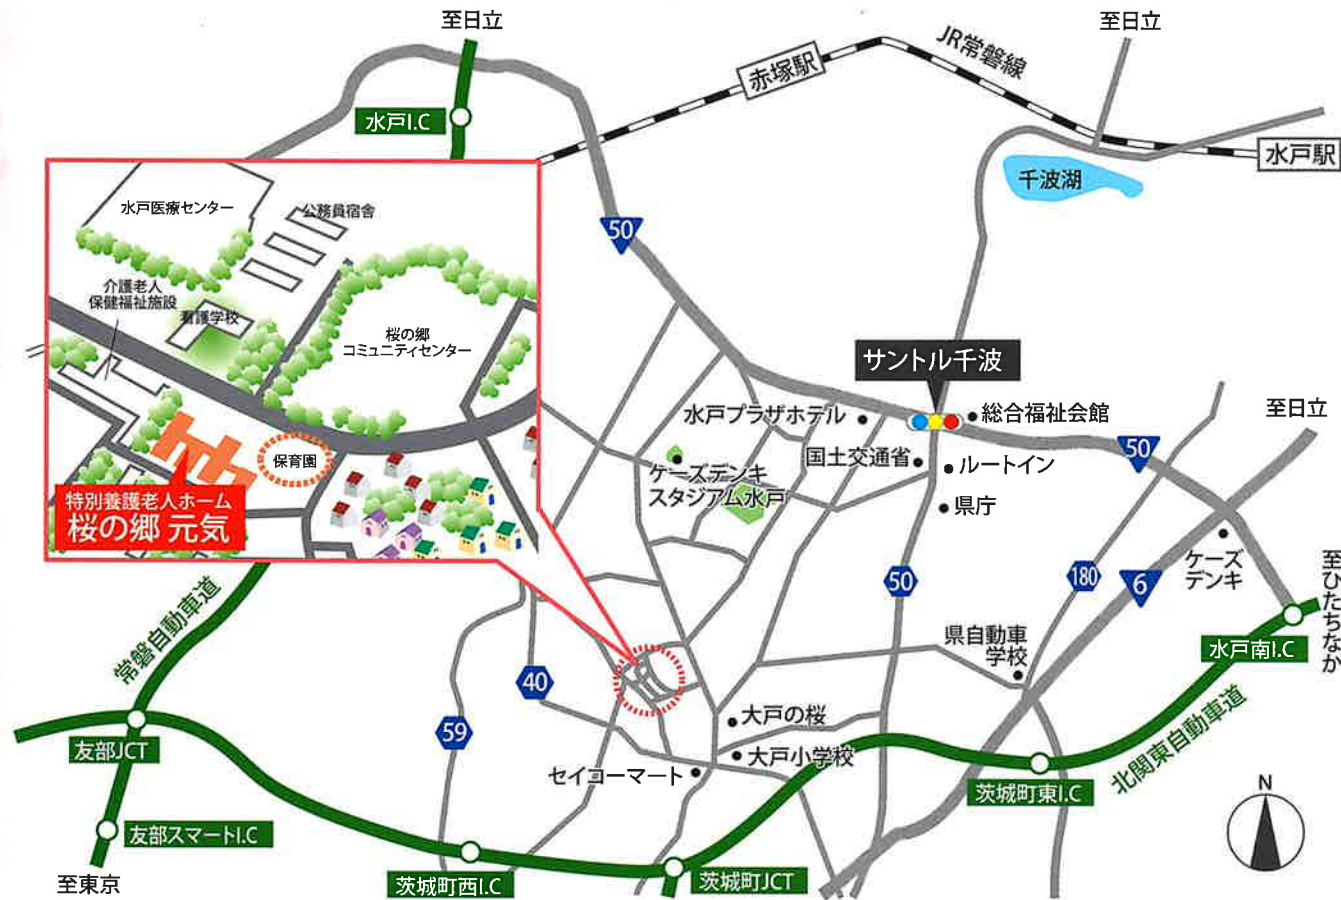 至日立
至日立
JR常磐線
赤塚駅
水戸I.C
水戸駅
千波湖
50
水戸医療センター
公務員宿舎
介護老人
保健福祉施設
看護学校
桜の郷
コミュニティセンター
保育園
特別養護老人ホーム
桜の郷 元気
サントル千波
水戸プラザホテル
総合福祉会館
至日立
国土交通省
ルートイン
50
ケーズデンキ
スタジアム水戸
県庁
ケーズ
デンキ
50
180
6
至ひたちなか
常磐自動車道
県自動車
学校
水戸南I.C
40
59
大戸の桜
大戸小学校
セイコーマート
友部JCT
北関東自動車道
茨城町東I.C
N
友部スマートI.C
至東京
茨城町西I.C
茨城町JCT